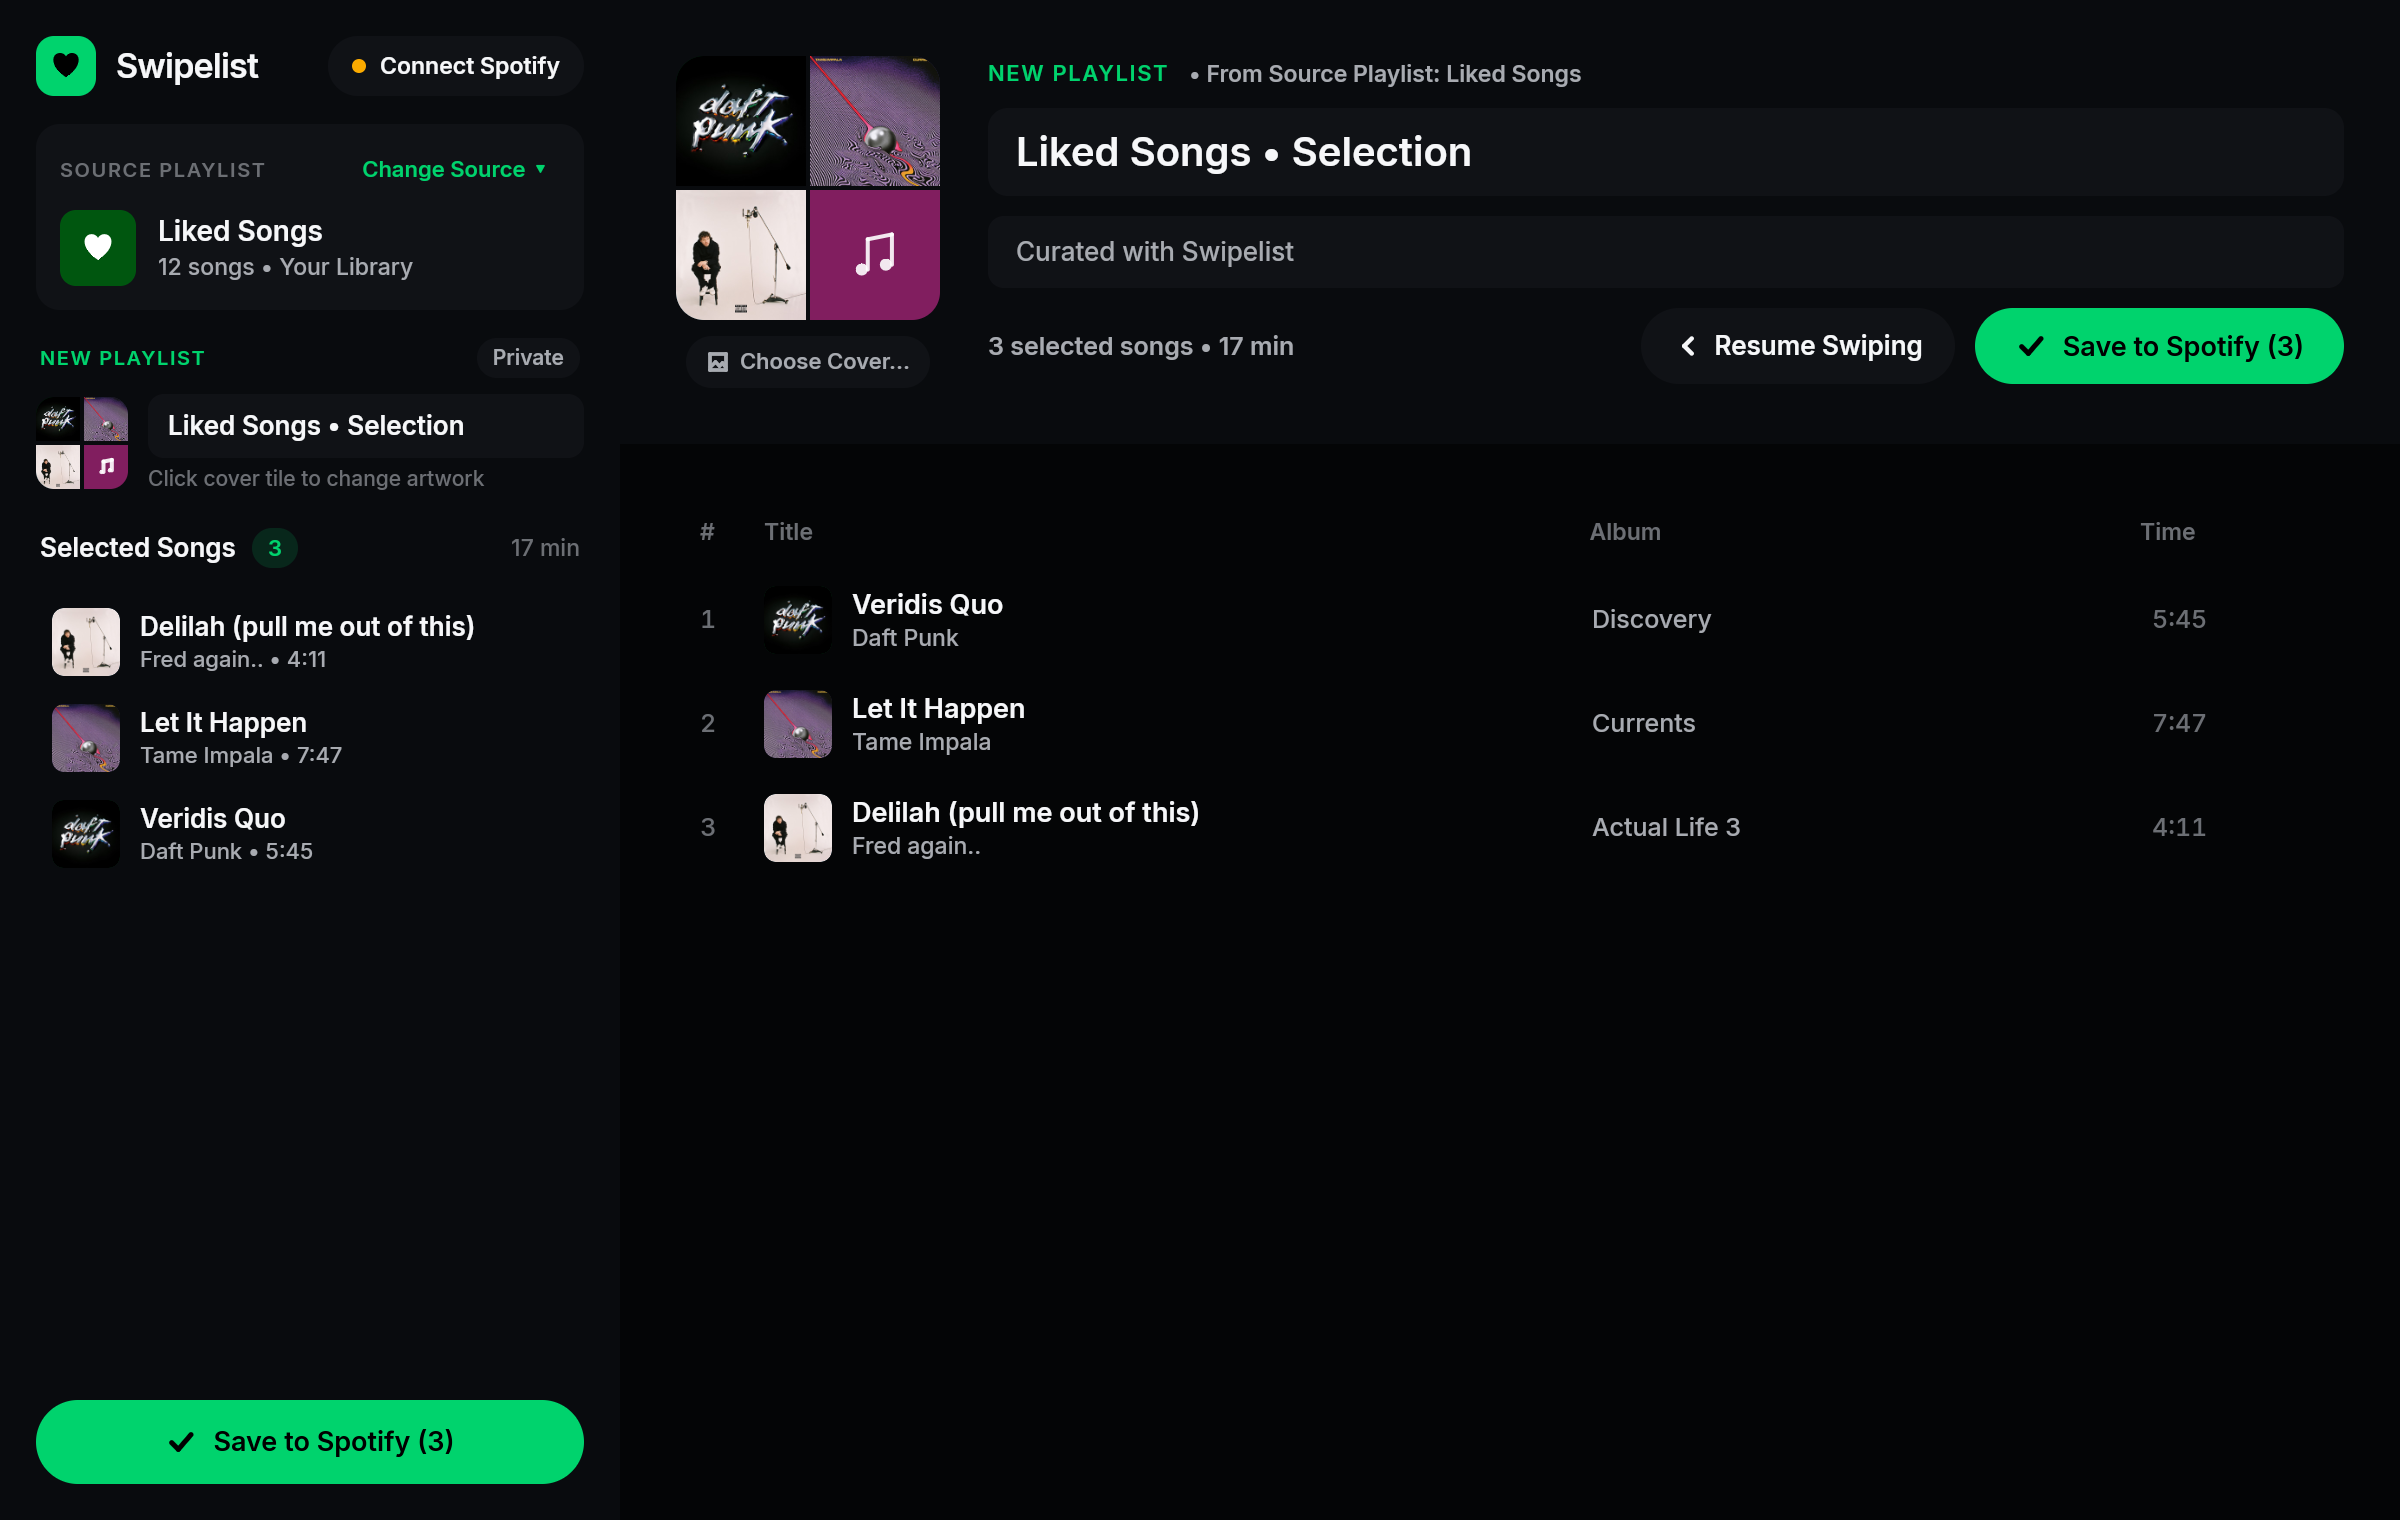 Swipelist
Connect Spotify
SOURCE PLAYLIST
Change Source ▼
Liked Songs
12 songs • Your Library
NEW PLAYLIST
Private
Liked Songs • Selection
Click cover tile to change artwork
Selected Songs 3
17 min
Delilah (pull me out of this)
Fred again.. • 4:11
Let It Happen
Tame Impala • 7:47
Veridis Quo
Daft Punk • 5:45
Save to Spotify (3)
daft
punk
NEW PLAYLIST • From Source Playlist: Liked Songs
Liked Songs • Selection
Curated with Swipelist
Choose Cover...
3 selected songs • 17 min
Resume Swiping
Save to Spotify (3)
# Title Album Time
1 Veridis Quo Discovery 5:45
Daft Punk
2 Let It Happen Currents 7:47
Tame Impala
3 Delilah (pull me out of this) Actual Life 3 4:11
Fred again..